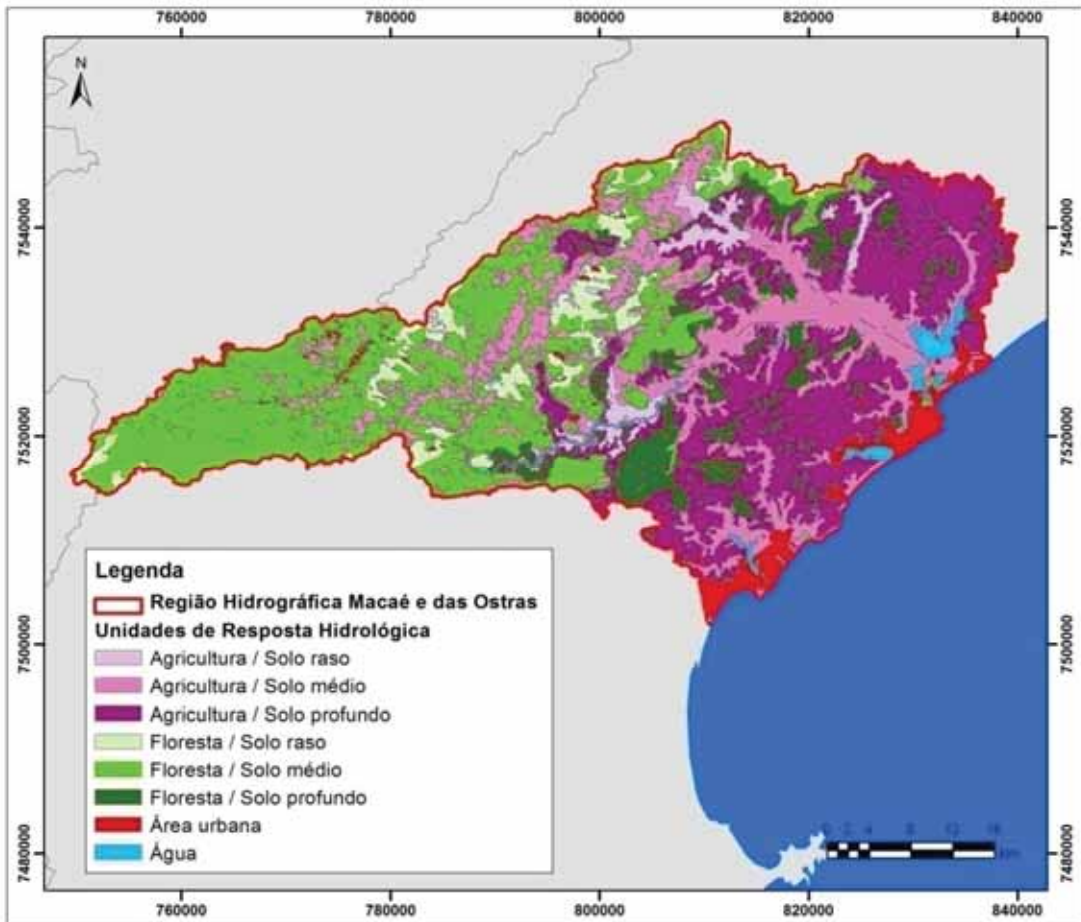 760000 780000 800000 820000 840000
N
7540000 7540000
7520000 7520000
7500000 7500000
7480000 7480000
Legenda
Região Hidrográfica Macaé e das Ostras
Unidades de Resposta Hidrológica
Agricultura / Solo raso
Agricultura / Solo médio
Agricultura / Solo profundo
Floresta / Solo raso
Floresta / Solo médio
Floresta / Solo profundo
Área urbana
Água
km
760000 780000 800000 820000 840000